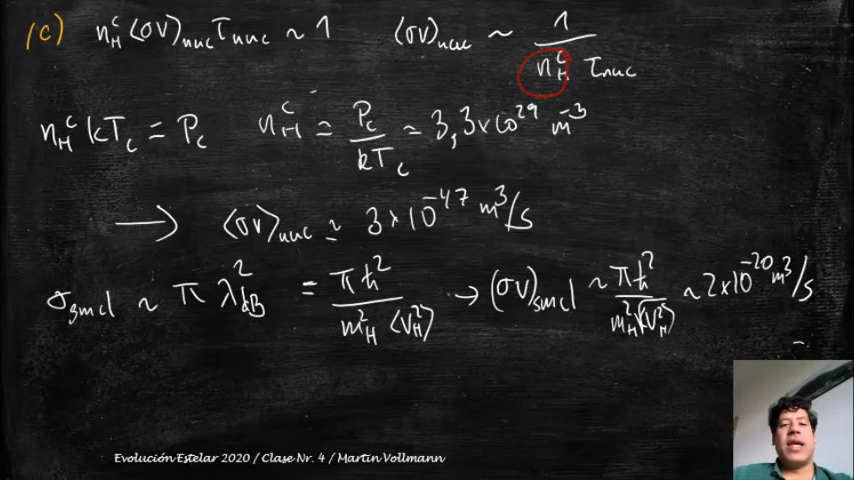 (c) n_H^c ⟨σv⟩_nuc τ_nuc ~ 1 ⟨σv⟩_nuc ~ 1 / (n_H^c τ_nuc)
n_H^c kT_c = P_c n_H^c = P_c / kT_c ≃ 3,3×10^29 m^-3
→ ⟨σv⟩_nuc ≃ 3×10^-47 m^3/s
σ_smcl ~ π λ_dB^2 = πħ^2 / (m_H^2 ⟨v_H^2⟩) → ⟨σv⟩_smcl ~ πħ^2 / (m_H^2 √⟨v_H^2⟩) ~ 2×10^-20 m^3/s
Evolución Estelar 2020 / Clase Nr. 4 / Martin Vollmann